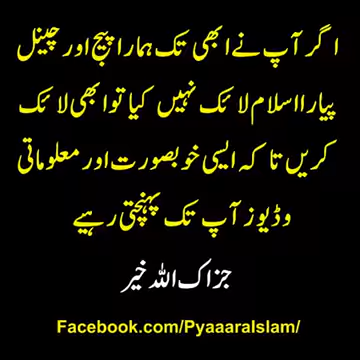 اگر آپ نے ابھی تک ہمارا پیج اور چینل
پیارا اسلام لائک نہیں کیا تو ابھی لائک
کریں تا کہ ایسی خوبصورت اور معلوماتی
وڈیوز آپ تک پہنچتی رہیے
جزاک اللہ خیر
Facebook.com/PyaaaraIslam/